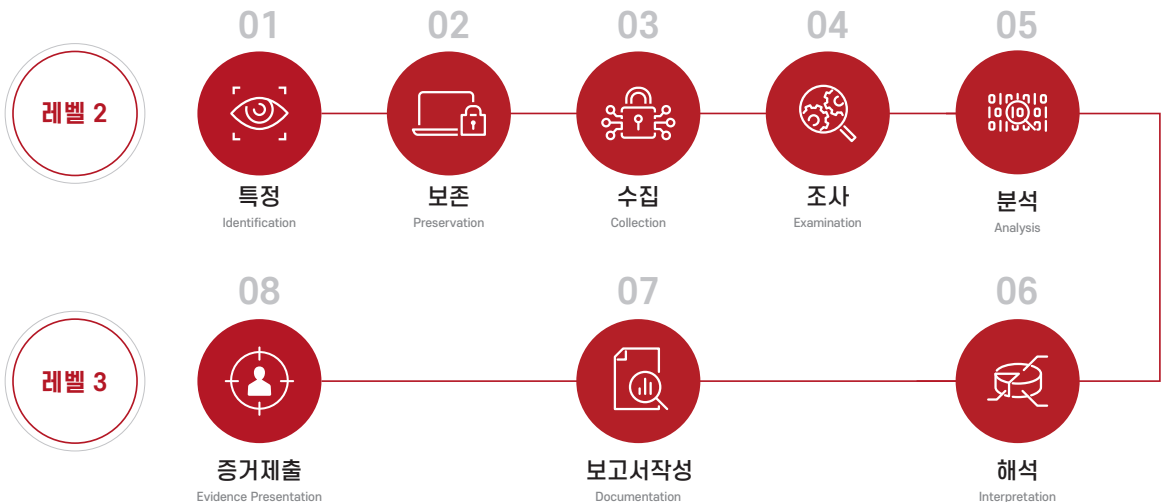 01
02
03
04
05
레벨 2
특정
Identification
보존
Preservation
수집
Collection
조사
Examination
분석
Analysis
08
07
06
레벨 3
증거제출
Evidence Presentation
보고서작성
Documentation
해석
Interpretation